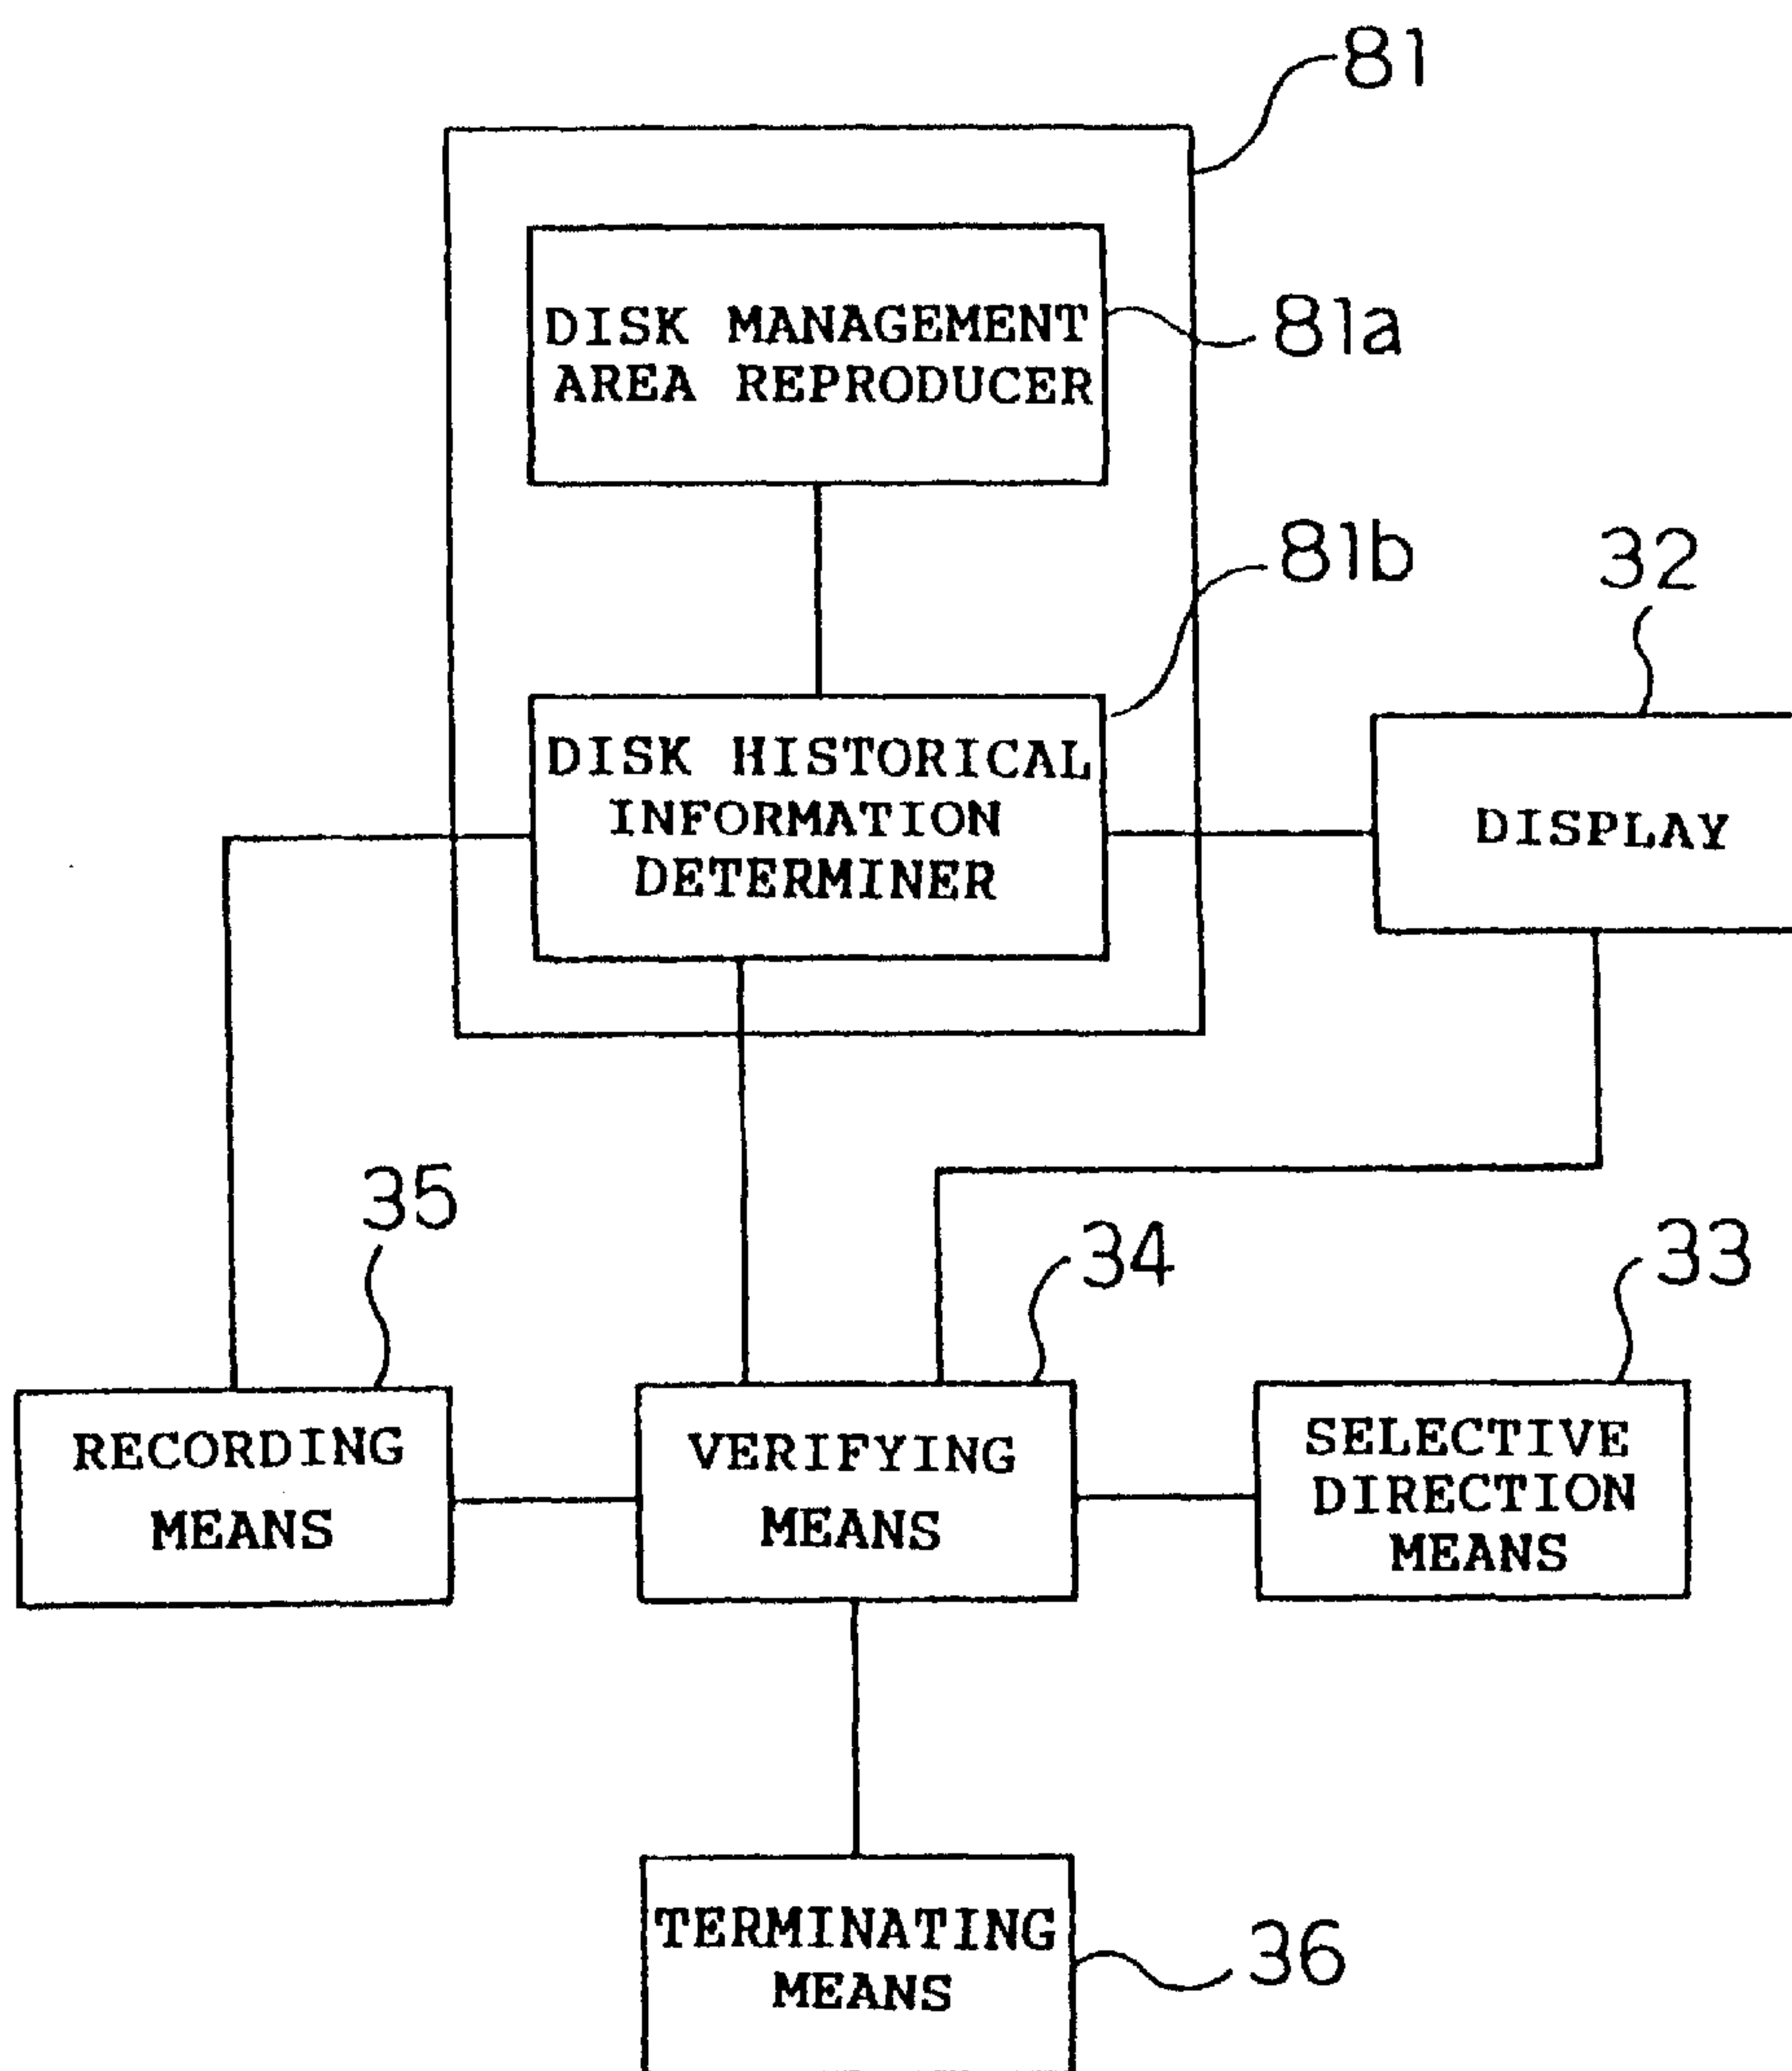 81
DISK MANAGEMENT
AREA REPRODUCER
81a
81b
32
DISK HISTORICAL
INFORMATION
DETERMINER
DISPLAY
35
34
33
RECORDING
MEANS
VERIFYING
MEANS
SELECTIVE
DIRECTION
MEANS
TERMINATING
MEANS
36